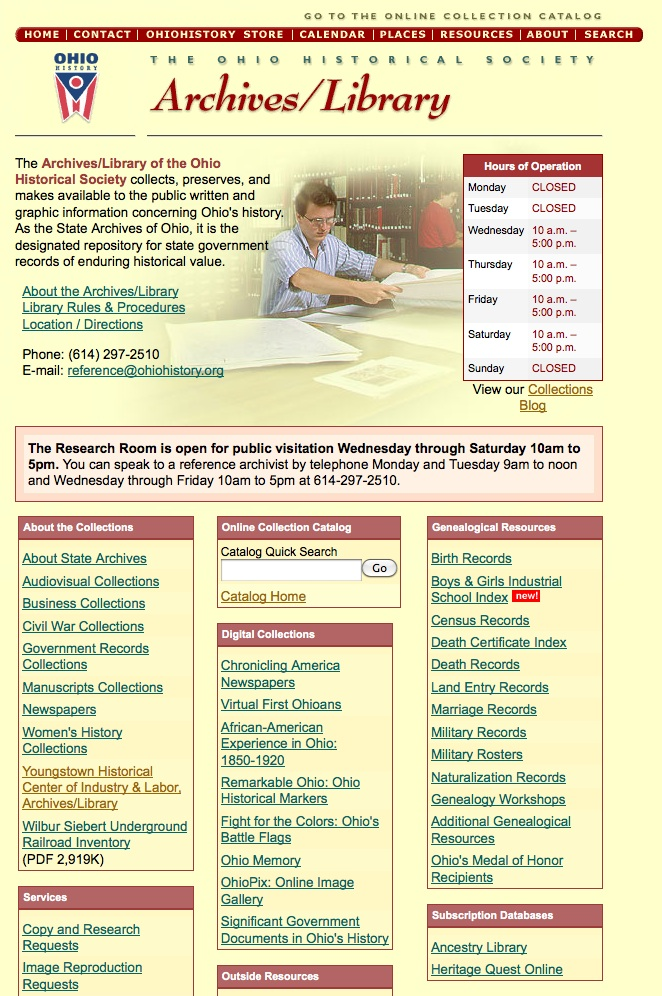 GO TO THE ONLINE COLLECTION CATALOG
HOME | CONTACT | OHIOHISTORY STORE | CALENDAR | PLACES | RESOURCES | ABOUT | SEARCH
OHIO
HISTORY
THE OHIO HISTORICAL SOCIETY
Archives/Library
The Archives/Library of the Ohio
Historical Society collects, preserves, and
makes available to the public written and
graphic information concerning Ohio's history.
As the State Archives of Ohio, it is the
designated repository for state government
records of enduring historical value.
About the Archives/Library
Library Rules & Procedures
Location / Directions
Phone: (614) 297-2510
E-mail: reference@ohiohistory.org
Hours of Operation
Monday CLOSED
Tuesday CLOSED
Wednesday 10 a.m. –
5:00 p.m.
Thursday 10 a.m. –
5:00 p.m.
Friday 10 a.m. –
5:00 p.m.
Saturday 10 a.m. –
5:00 p.m.
Sunday CLOSED
View our Collections
Blog
The Research Room is open for public visitation Wednesday through Saturday 10am to
5pm. You can speak to a reference archivist by telephone Monday and Tuesday 9am to noon
and Wednesday through Friday 10am to 5pm at 614-297-2510.
About the Collections
About State Archives
Audiovisual Collections
Business Collections
Civil War Collections
Government Records
Collections
Manuscripts Collections
Newspapers
Women's History
Collections
Youngstown Historical
Center of Industry & Labor,
Archives/Library
Wilbur Siebert Underground
Railroad Inventory
(PDF 2,919K)
Services
Copy and Research
Requests
Image Reproduction
Requests
Online Collection Catalog
Catalog Quick Search
Go
Catalog Home
Digital Collections
Chronicling America
Newspapers
Virtual First Ohioans
African-American
Experience in Ohio:
1850-1920
Remarkable Ohio: Ohio
Historical Markers
Fight for the Colors: Ohio's
Battle Flags
Ohio Memory
OhioPix: Online Image
Gallery
Significant Government
Documents in Ohio's History
Outside Resources
Genealogical Resources
Birth Records
Boys & Girls Industrial
School Index new!
Census Records
Death Certificate Index
Death Records
Land Entry Records
Marriage Records
Military Records
Military Rosters
Naturalization Records
Genealogy Workshops
Additional Genealogical
Resources
Ohio's Medal of Honor
Recipients
Subscription Databases
Ancestry Library
Heritage Quest Online